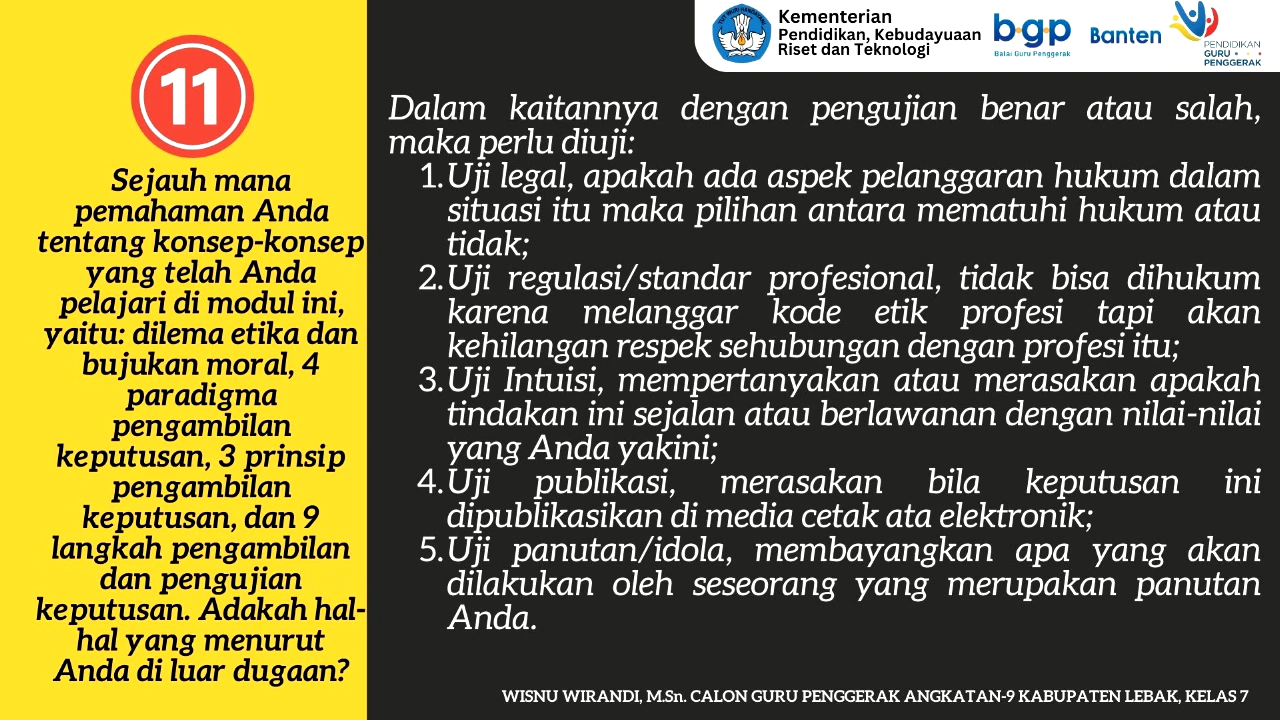 Kementerian
Pendidikan, Kebudayuaan
Riset dan Teknologi
bgp
Balai Guru Penggerak
Banten
PENDIDIKAN
GURU
PENGGERAK
11
Sejauh mana
pemahaman Anda
tentang konsep-konsep
yang telah Anda
pelajari di modul ini,
yaitu: dilema etika dan
bujukan moral, 4
paradigma
pengambilan
keputusan, 3 prinsip
pengambilan
keputusan, dan 9
langkah pengambilan
dan pengujian
keputusan. Adakah hal-
hal yang menurut
Anda di luar dugaan?
Dalam kaitannya dengan pengujian benar atau salah,
maka perlu diuji:
1. Uji legal, apakah ada aspek pelanggaran hukum dalam
situasi itu maka pilihan antara mematuhi hukum atau
tidak;
2. Uji regulasi/standar profesional, tidak bisa dihukum
karena melanggar kode etik profesi tapi akan
kehilangan respek sehubungan dengan profesi itu;
3. Uji Intuisi, mempertanyakan atau merasakan apakah
tindakan ini sejalan atau berlawanan dengan nilai-nilai
yang Anda yakini;
4. Uji publikasi, merasakan bila keputusan ini
dipublikasikan di media cetak ata elektronik;
5. Uji panutan/idola, membayangkan apa yang akan
dilakukan oleh seseorang yang merupakan panutan
Anda.
WISNU WIRANDI, M.Sn. CALON GURU PENGGERAK ANGKATAN-9 KABUPATEN LEBAK, KELAS 7